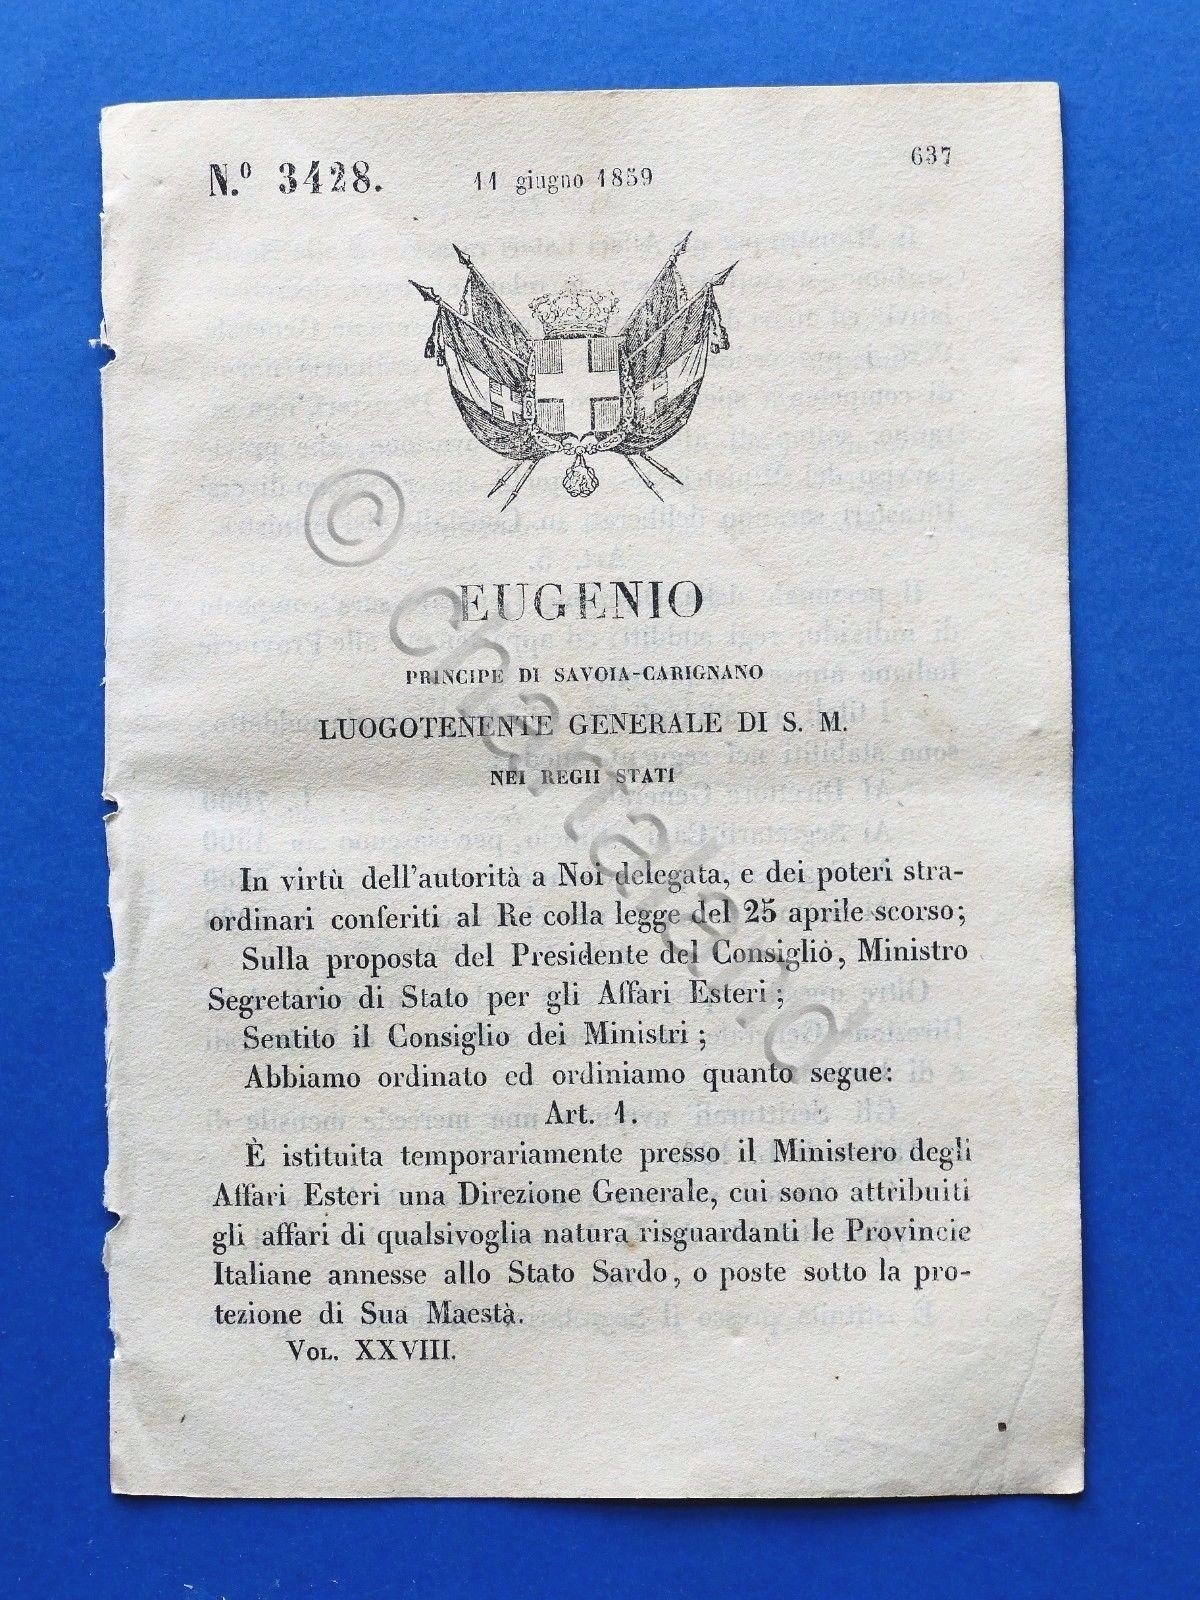 N.º 3428.
11 giugno 1859
637
EUGENIO
PRINCIPE DI SAVOIA-CARIGNANO
LUOGOTENENTE GENERALE DI S. M.
NEI REGII STATI
In virtù dell'autorità a Noi delegata, e dei poteri stra-
ordinari conferiti al Re colla legge del 25 aprile scorso;
Sulla proposta del Presidente del Consiglio, Ministro
Segretario di Stato per gli Affari Esteri;
Sentito il Consiglio dei Ministri;
Abbiamo ordinato ed ordiniamo quanto segue:
Art. 1.
È istituita temporariamente presso il Ministero degli
Affari Esteri una Direzione Generale, cui sono attribuiti
gli affari di qualsivoglia natura risguardanti le Provincie
Italiane annesse allo Stato Sardo, o poste sotto la pro-
tezione di Sua Maestà.
VOL. XXVIII.